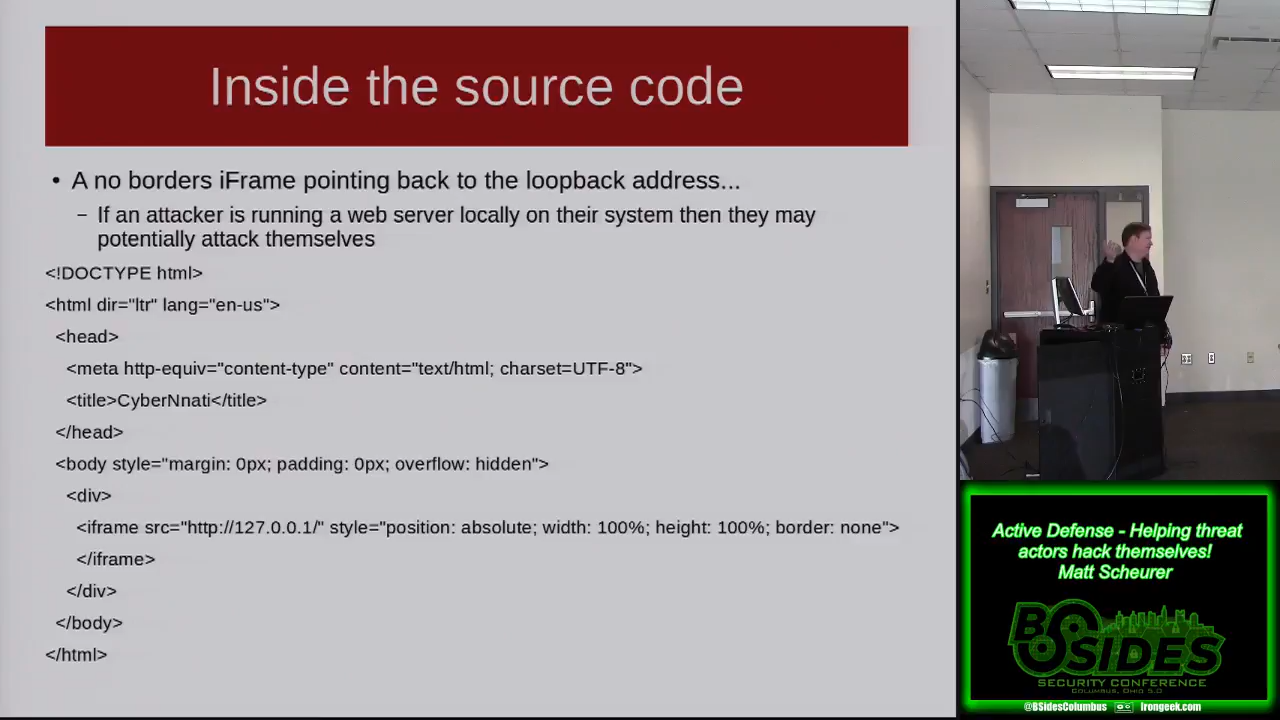 Inside the source code
• A no borders iFrame pointing back to the loopback address...
– If an attacker is running a web server locally on their system then they may
potentially attack themselves
<!DOCTYPE html>
<html dir="ltr" lang="en-us">
<head>
<meta http-equiv="content-type" content="text/html; charset=UTF-8">
<title>CyberNnati</title>
</head>
<body style="margin: 0px; padding: 0px; overflow: hidden">
<div>
<iframe src="http://127.0.0.1/" style="position: absolute; width: 100%; height: 100%; border: none">
</iframe>
</div>
</body>
</html>
Active Defense - Helping threat
actors hack themselves!
Matt Scheurer
BSIDES
SECURITY CONFERENCE
COLUMBUS, OHIO 5.0
@BSidesColumbus
irongeek.com